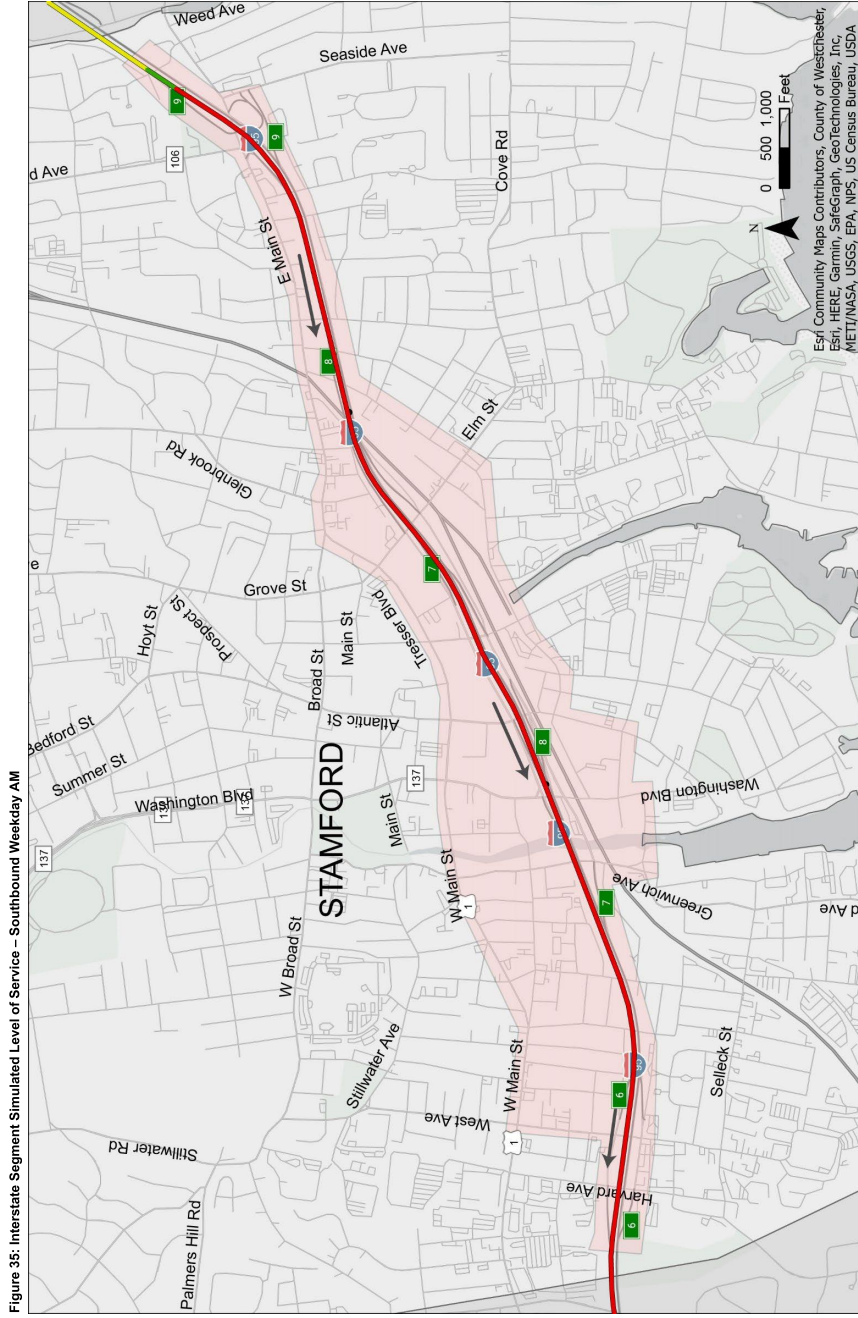 Figure 35: Interstate Segment Simulated Level of Service – Southbound Weekday AM
Weed Ave
Seaside Ave
d Ave
106
9
95
9
E Main St
Cove Rd
8
95
Elm St
Glenbrook Rd
e
Grove St
Hoyt St
Prospect St
Broad St
Main St
Tresser Blvd
7
95
Bedford St
Summer St
Atlantic St
8
STAMFORD
137
137
Washington Blvd
Main St
Washington Blvd
95
W Main St
1
7
Greenwich Ave
d Ave
W Broad St
Stillwater Ave
W Main St
95
Selleck St
6
West Ave
1
Stillwater Rd
Harvard Ave
6
Palmers Hill Rd
0 500 1,000
Feet
N
Esri Community Maps Contributors, County of Westchester,
Esri, HERE, Garmin, SafeGraph, GeoTechnologies, Inc,
METI/NASA, USGS, EPA, NPS, US Census Bureau, USDA